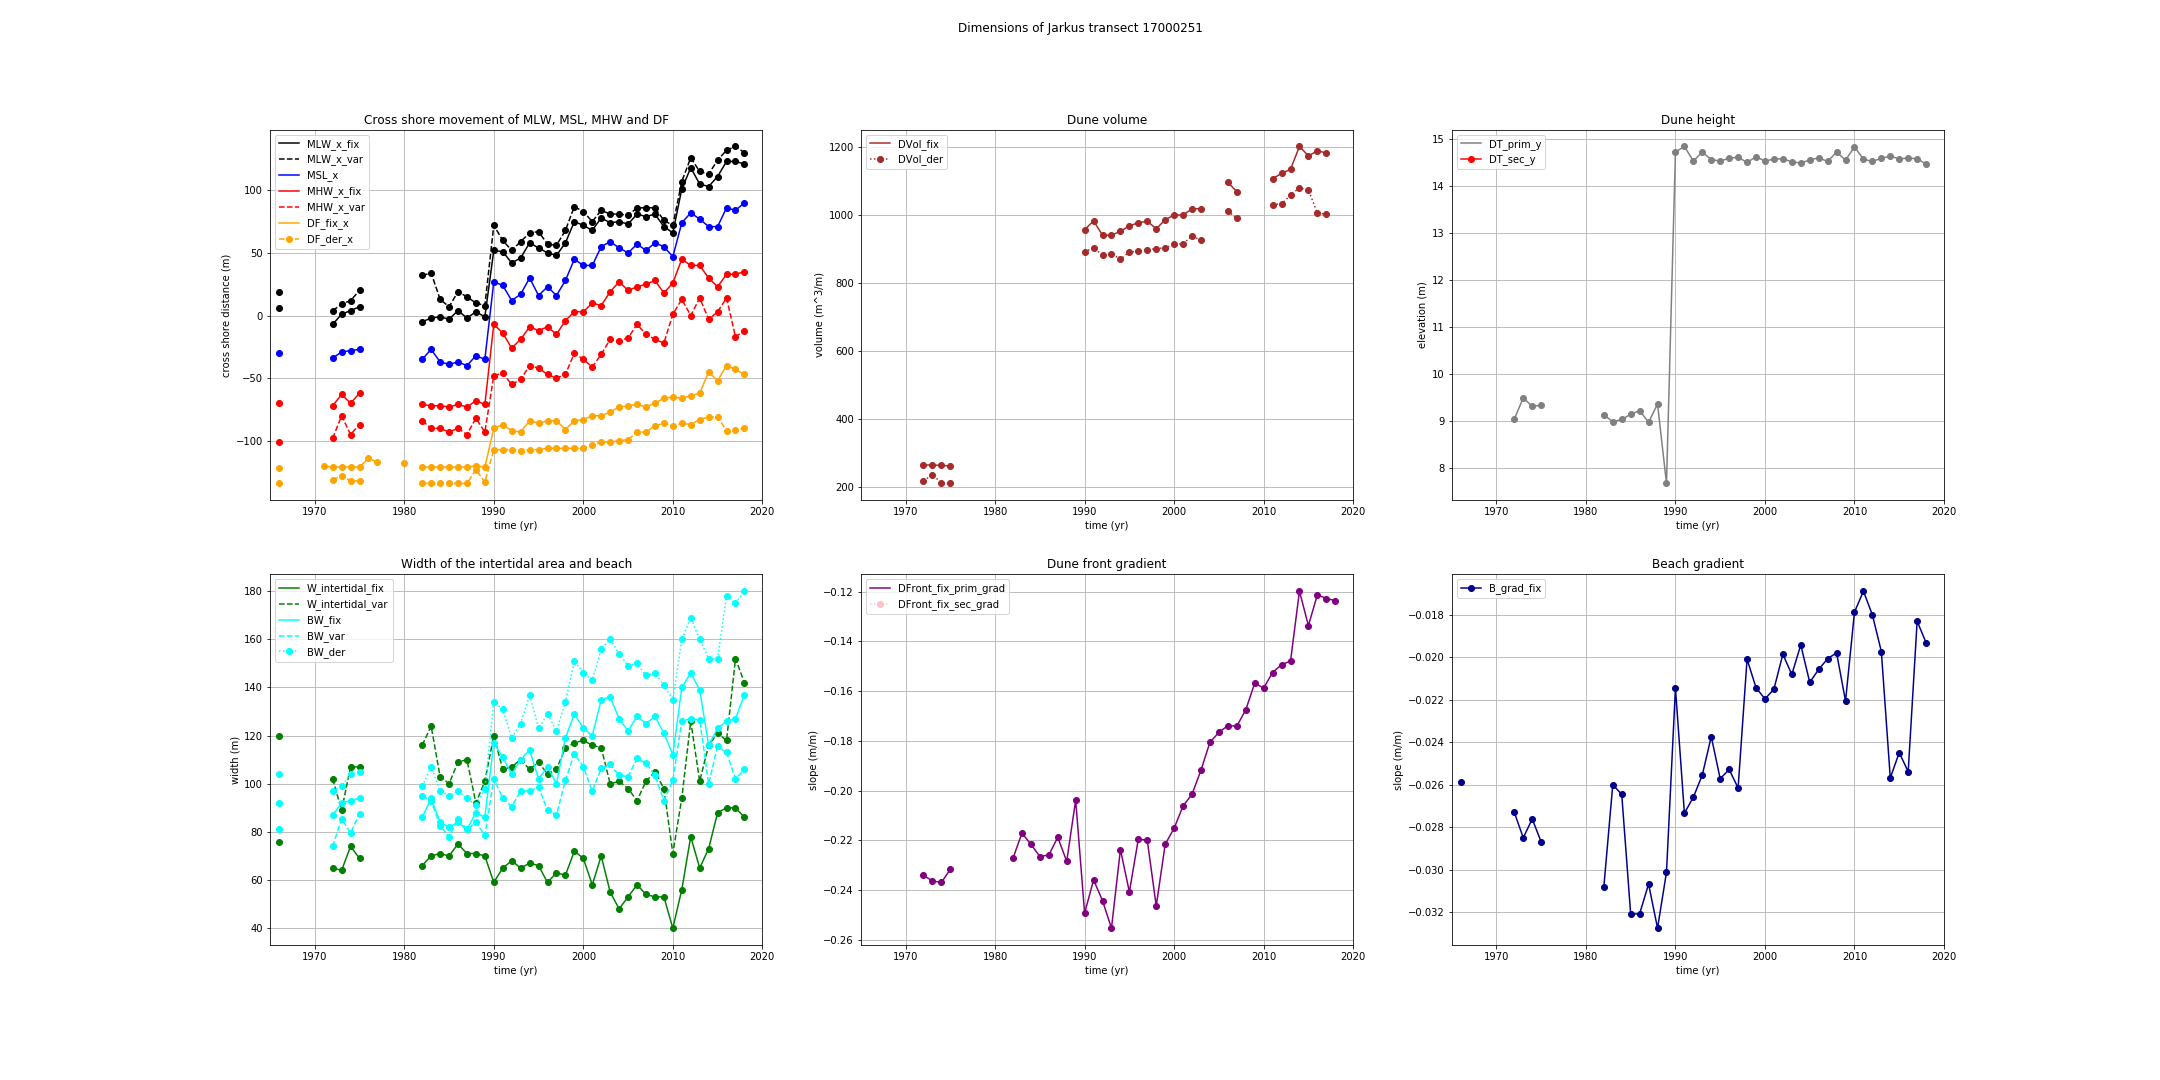 Dimensions of Jarkus transect 17000251
Cross shore movement of MLW, MSL, MHW and DF
MLW_x_fix
MLW_x_var
MSL_x
MHW_x_fix
MHW_x_var
DF_fix_x
DF_der_x
cross shore distance (m)
100
50
0
−50
−100
1970 1980 1990 2000 2010 2020
time (yr)
Dune volume
DVol_fix
DVol_der
volume (m^3/m)
1200
1000
800
600
400
200
1970 1980 1990 2000 2010 2020
time (yr)
Dune height
DT_prim_y
DT_sec_y
elevation (m)
15
14
13
12
11
10
9
8
1970 1980 1990 2000 2010 2020
time (yr)
Width of the intertidal area and beach
W_intertidal_fix
W_intertidal_var
BW_fix
BW_var
BW_der
width (m)
180
160
140
120
100
80
60
40
1970 1980 1990 2000 2010 2020
time (yr)
Dune front gradient
DFront_fix_prim_grad
DFront_fix_sec_grad
slope (m/m)
−0.12
−0.14
−0.16
−0.18
−0.20
−0.22
−0.24
−0.26
1970 1980 1990 2000 2010 2020
time (yr)
Beach gradient
B_grad_fix
slope (m/m)
−0.018
−0.020
−0.022
−0.024
−0.026
−0.028
−0.030
−0.032
1970 1980 1990 2000 2010 2020
time (yr)